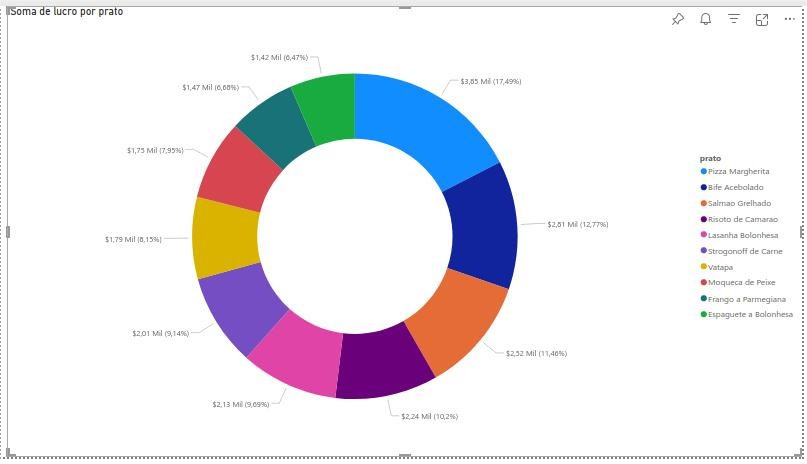 Soma de lucro por prato
$1,42 Mil (6,47%)
$3,85 Mil (17,49%)
$1,47 Mil (6,68%)
$1,75 Mil (7,95%)
$2,81 Mil (12,77%)
$1,79 Mil (8,15%)
$2,01 Mil (9,14%)
$2,52 Mil (11,46%)
$2,13 Mil (9,69%)
$2,24 Mil (10,2%)
prato
Pizza Margherita
Bife Acebolado
Salmao Grelhado
Risoto de Camarao
Lasanha Bolonhesa
Strogonoff de Carne
Vatapa
Moqueca de Peixe
Frango a Parmegiana
Espaguete a Bolonhesa